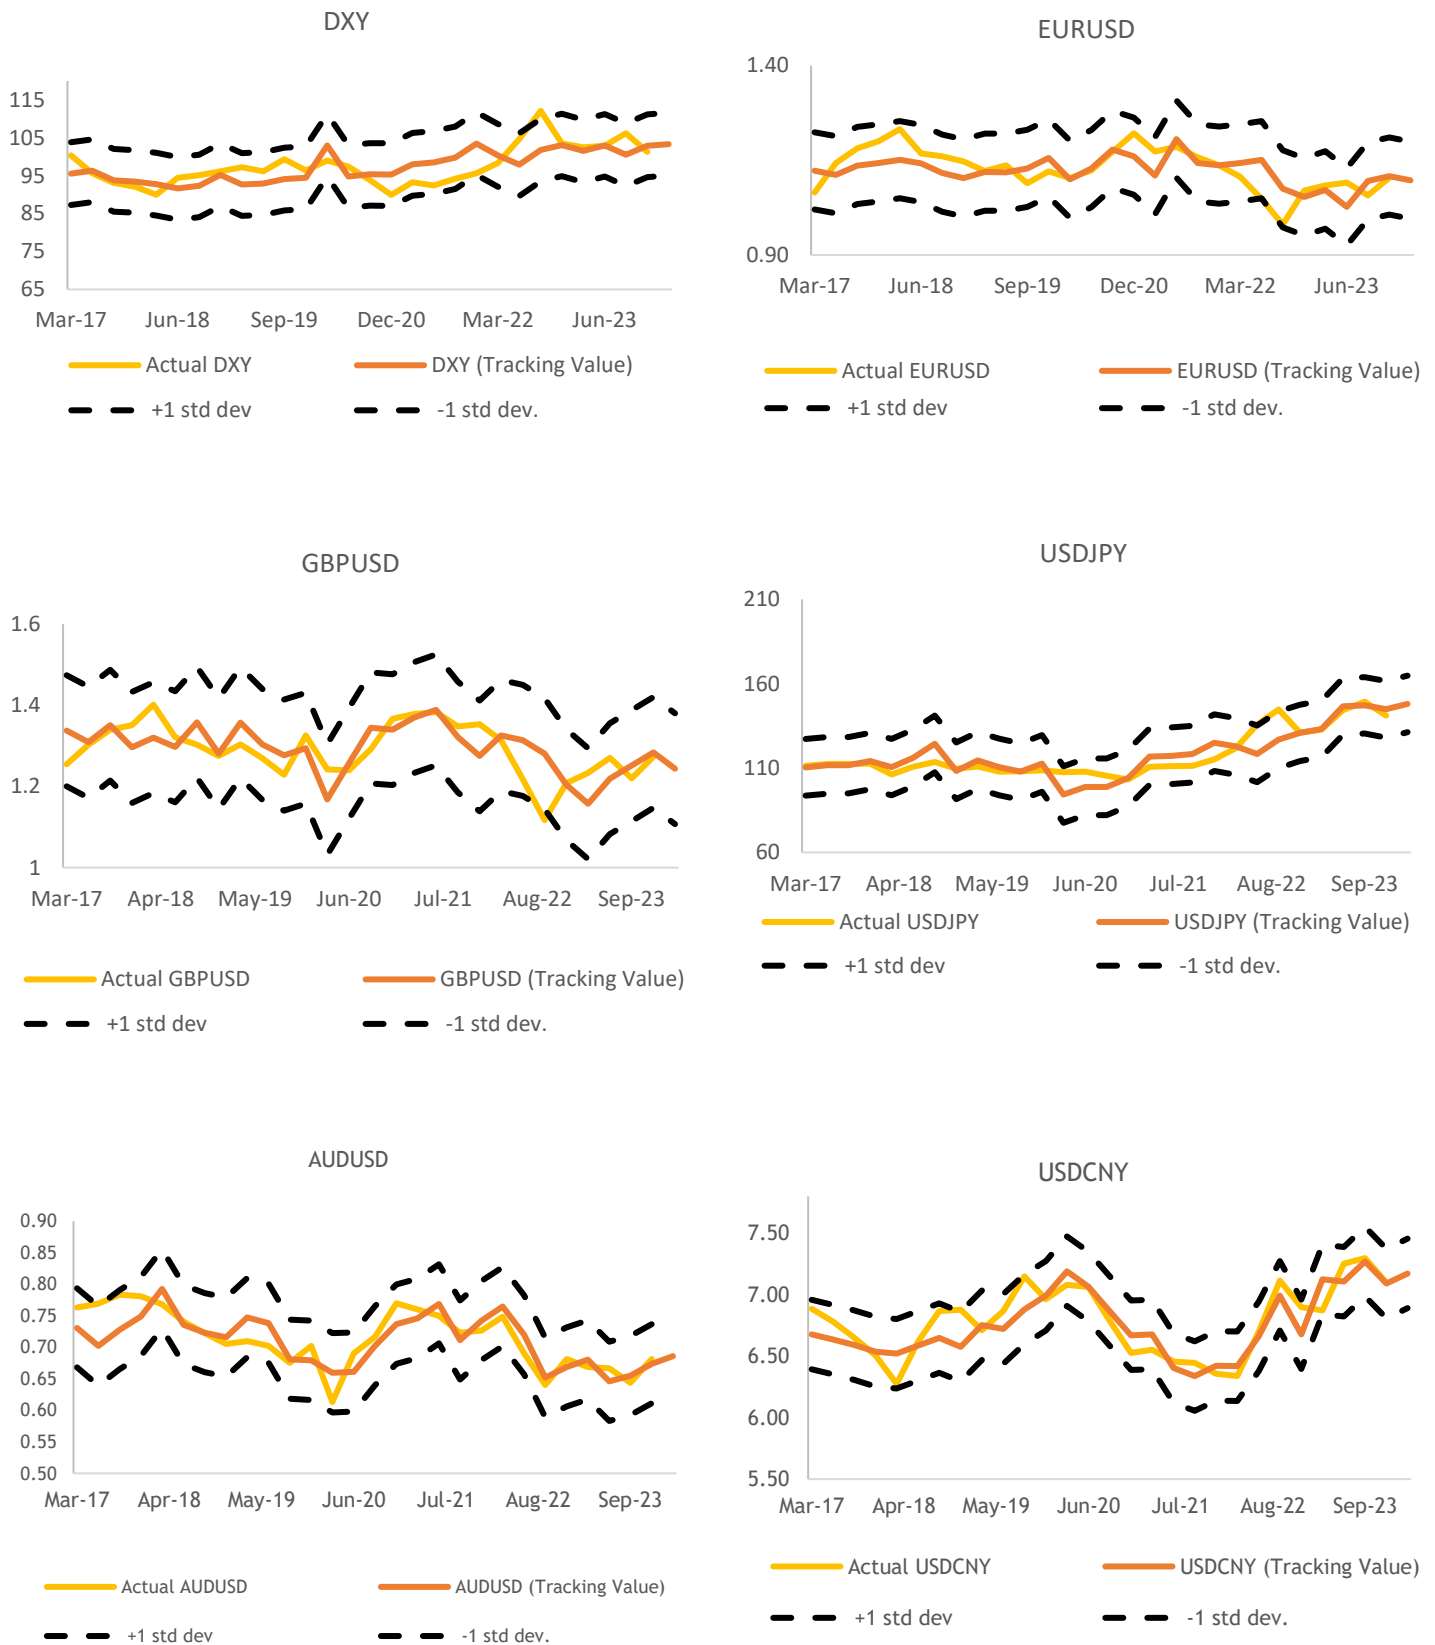 DXY
115
105
95
85
75
65
Mar-17 Jun-18 Sep-19 Dec-20 Mar-22 Jun-23
Actual DXY DXY (Tracking Value)
+1 std dev -1 std dev.
EURUSD
1.40
0.90
Mar-17 Jun-18 Sep-19 Dec-20 Mar-22 Jun-23
Actual EURUSD EURUSD (Tracking Value)
+1 std dev -1 std dev.
GBPUSD
1.6
1.4
1.2
1
Mar-17 Apr-18 May-19 Jun-20 Jul-21 Aug-22 Sep-23
Actual GBPUSD GBPUSD (Tracking Value)
+1 std dev -1 std dev.
USDJPY
210
160
110
60
Mar-17 Apr-18 May-19 Jun-20 Jul-21 Aug-22 Sep-23
Actual USDJPY USDJPY (Tracking Value)
+1 std dev -1 std dev.
AUDUSD
0.90
0.85
0.80
0.75
0.70
0.65
0.60
0.55
0.50
Mar-17 Apr-18 May-19 Jun-20 Jul-21 Aug-22 Sep-23
Actual AUDUSD AUDUSD (Tracking Value)
+1 std dev -1 std dev.
USDCNY
7.50
7.00
6.50
6.00
5.50
Mar-17 Apr-18 May-19 Jun-20 Jul-21 Aug-22 Sep-23
Actual USDCNY USDCNY (Tracking Value)
+1 std dev -1 std dev.